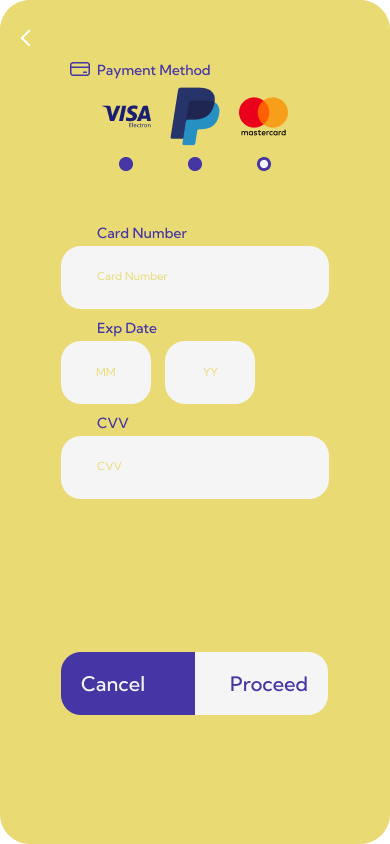 Payment Method
VISA
Electron
mastercard
Card Number
Card Number
Exp Date
MM YY
CVV
CVV
Cancel Proceed